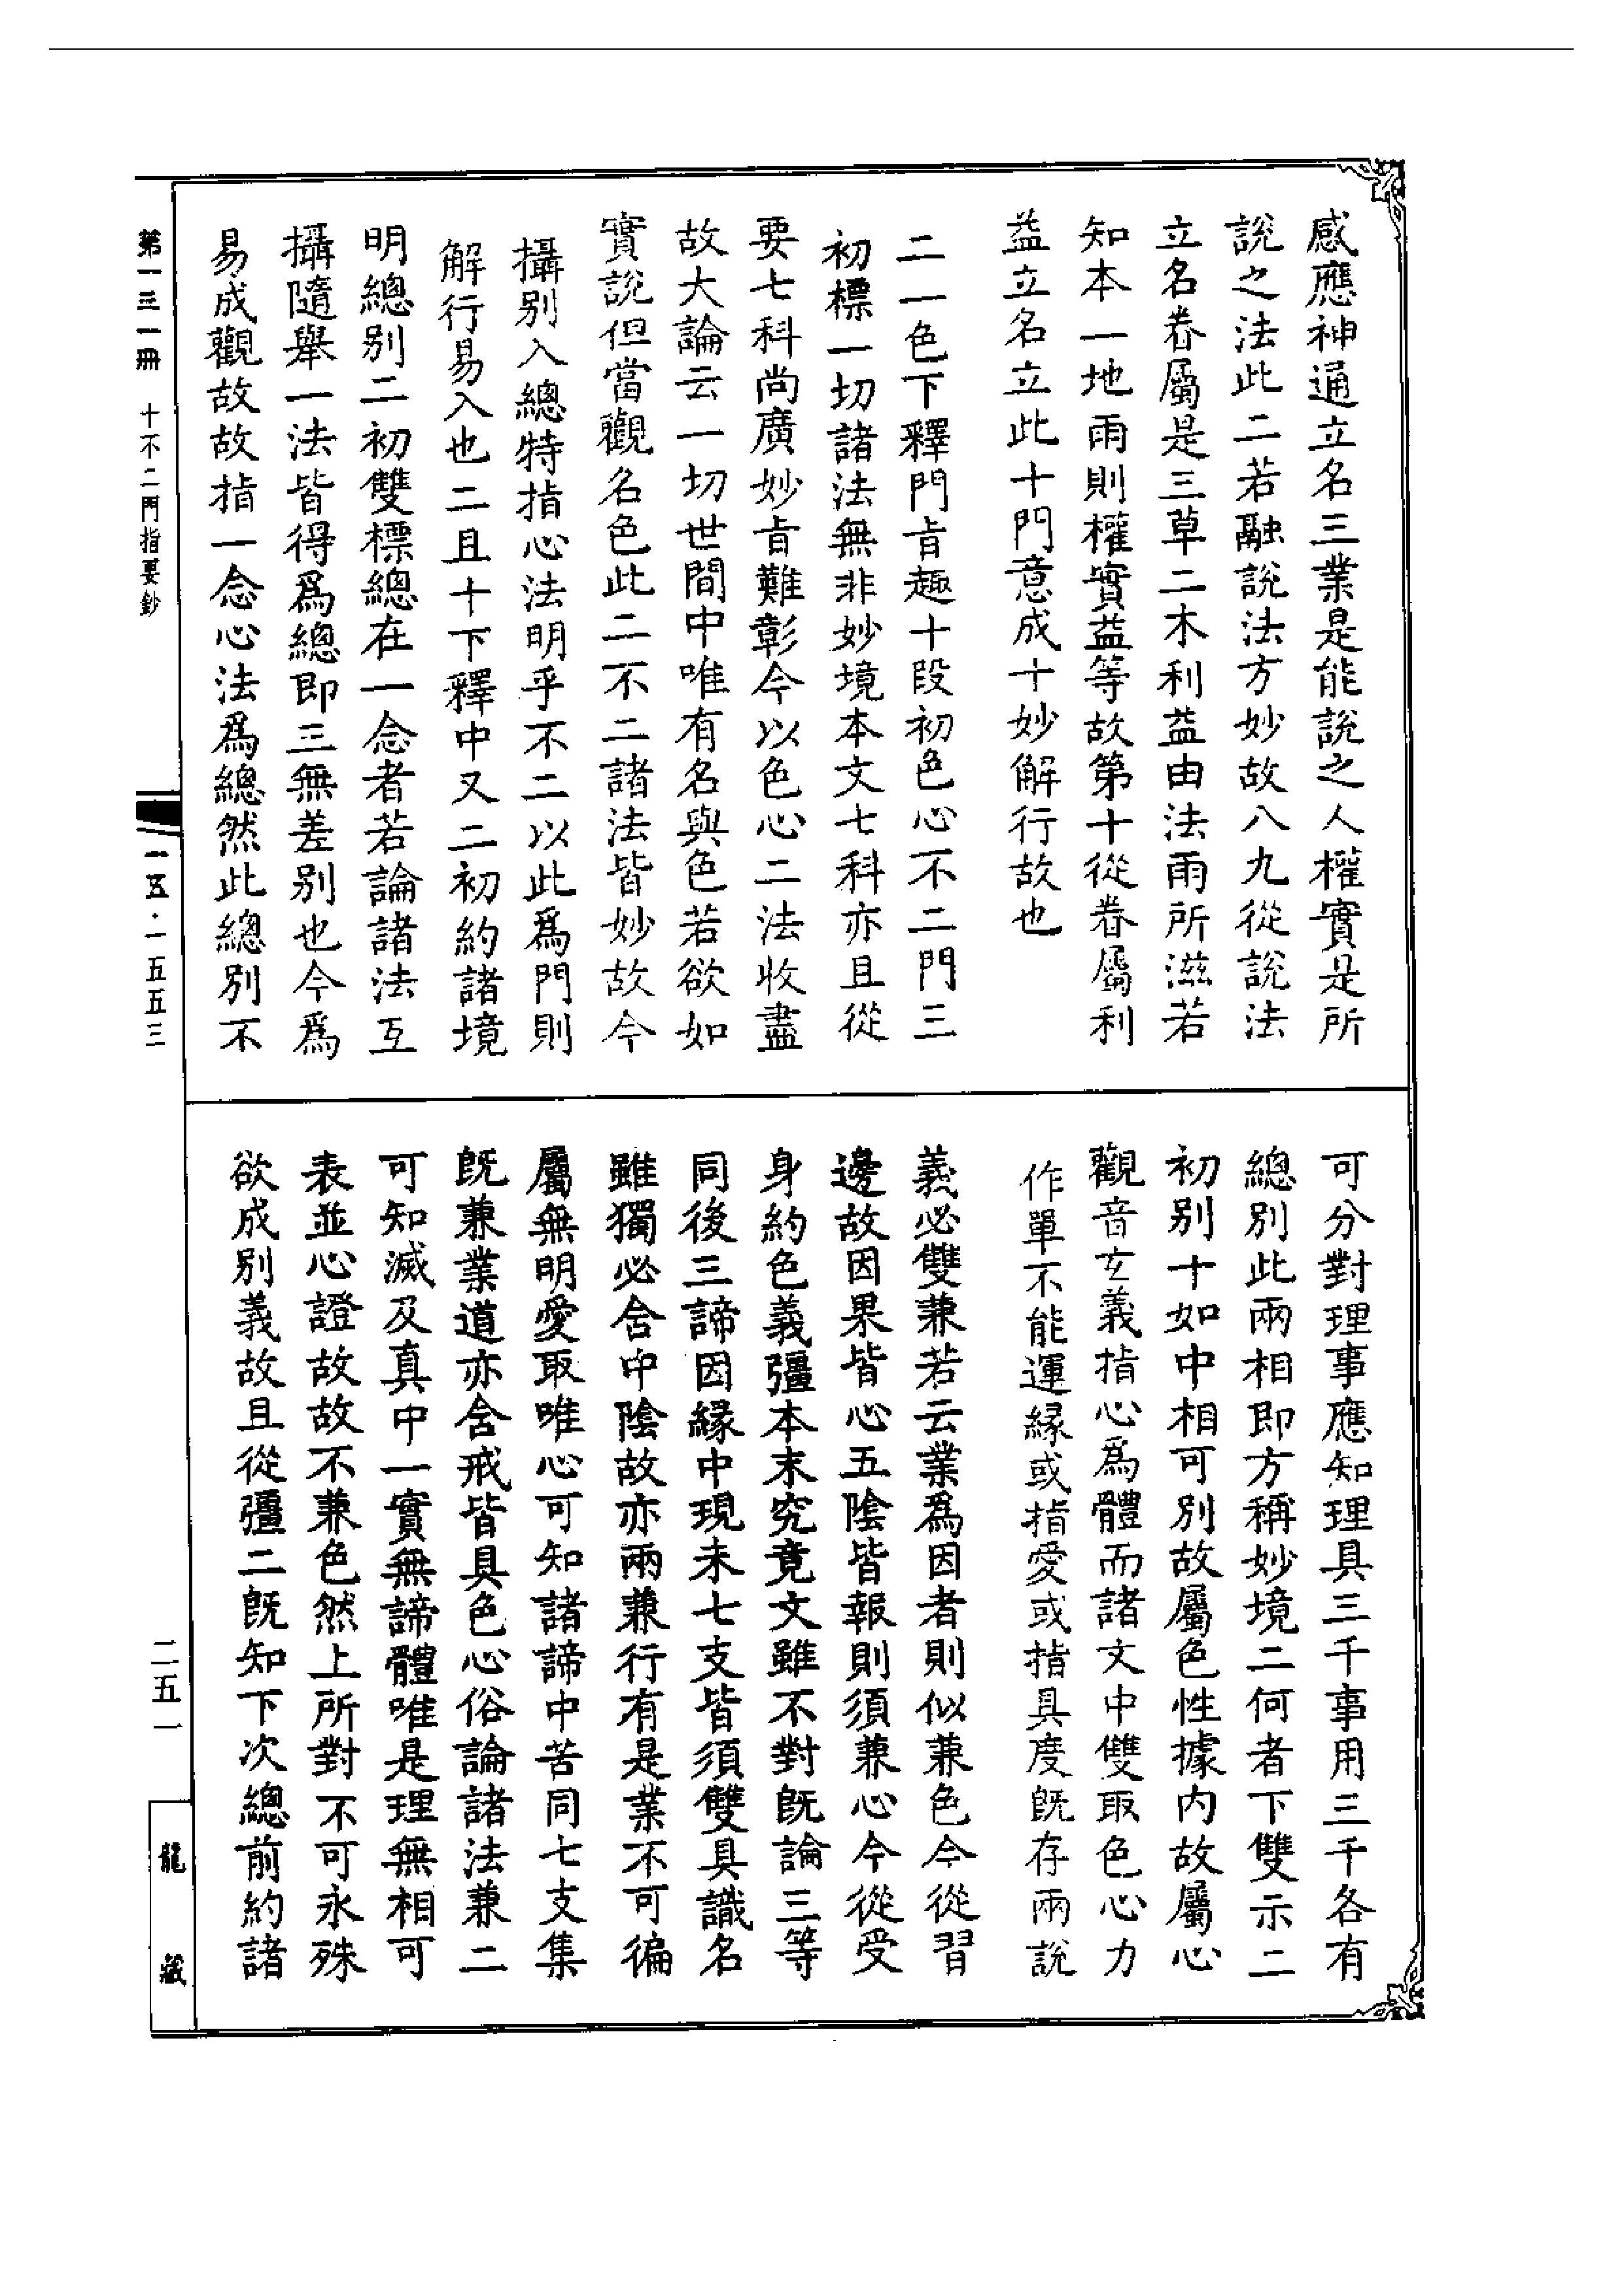 感應神通立名三業是能說之人權實是所
說之法此二若融說法方妙故八九從說法
立名眷屬是三草二木利益由法雨所滋若
知本一地雨則權實益等故第十從眷屬利
益立名立此十門意成十妙解行故也
二一色下釋門旨趣十段初色心不二門三
初標一切諸法無非妙境本文七科亦且從
要七科尚廣妙旨難彰今以色心二法收盡
故大論云一切世間中唯有名與色若欲如
實說但當觀名色此二不二諸法皆妙故今
攝別入總特指心法明乎不二以此爲門則
解行易入也二且十下釋中又二初約諸境
明總別二初雙標總在一念者若論諸法互
攝隨舉一法皆得爲總即三無差別也今爲
易成觀故故指一念心法爲總然此總別不
可分對理事應知理具三千事用三千各有
總別此兩相即方稱妙境二何者下雙示二
初別十如中相可別故屬色性據內故屬心
觀音玄義指心爲體而諸文中雙取色心力
作單不能運緣或指愛或指具度既存兩說
義必雙兼若云業爲因者則似兼色今從習
邊故因果皆心五陰皆報則須兼心今從受
身約色義彊本末究竟文雖不對既論三等
同後三諦因緣中現未七支皆須雙具識名
雖獨必含中陰故亦兩兼行有是業不可徧
屬無明愛取唯心可知諸諦中苦同七支集
既兼業道亦含戒皆具色心俗論諸法兼二
可知滅及真中一實無諦體唯是理無相可
表並心證故故不兼色然上所對不可永殊
欲成別義故且從彊二既知下次總前約諸
第一三一冊 十不二門指要鈔
一五·一五五三
二五一
龍藏